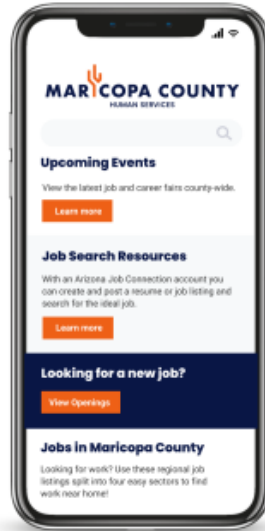 MARICOPA COUNTY
HUMAN SERVICES
Upcoming Events
View the latest job and career fairs county-wide.
Learn more
Job Search Resources
With an Arizona Job Connection account you
can create and post a resume or job listing and
search for the ideal job.
Learn more
Looking for a new job?
View Openings
Jobs in Maricopa County
Looking for work? Use these regional job
listings split into four easy sectors to find
work near home!